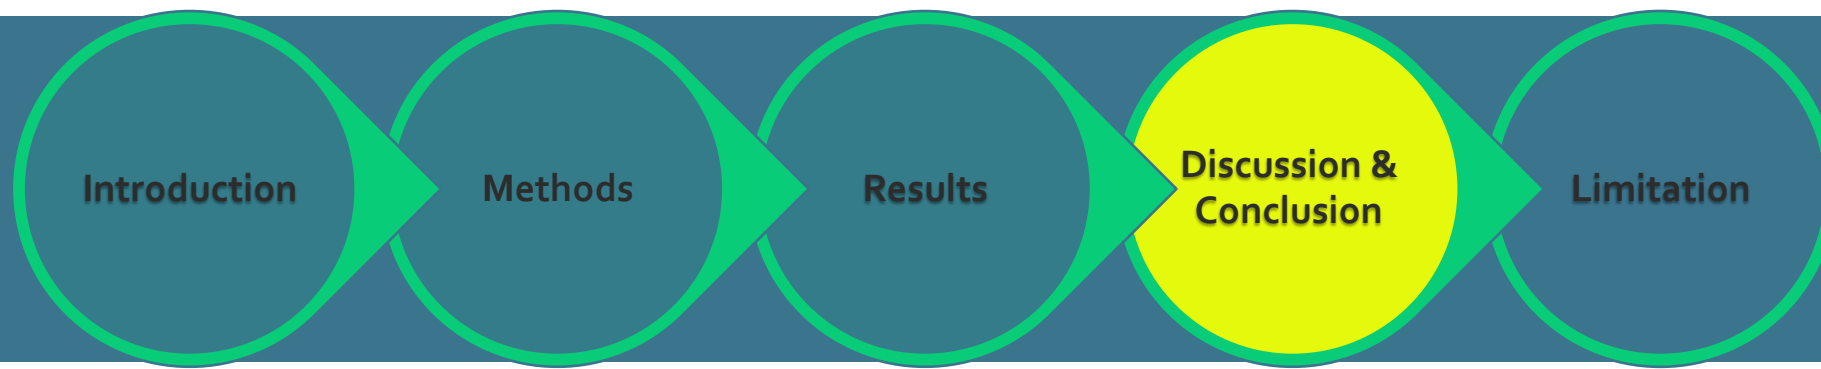 Introduction
Methods
Results
Discussion &
Conclusion
Limitation